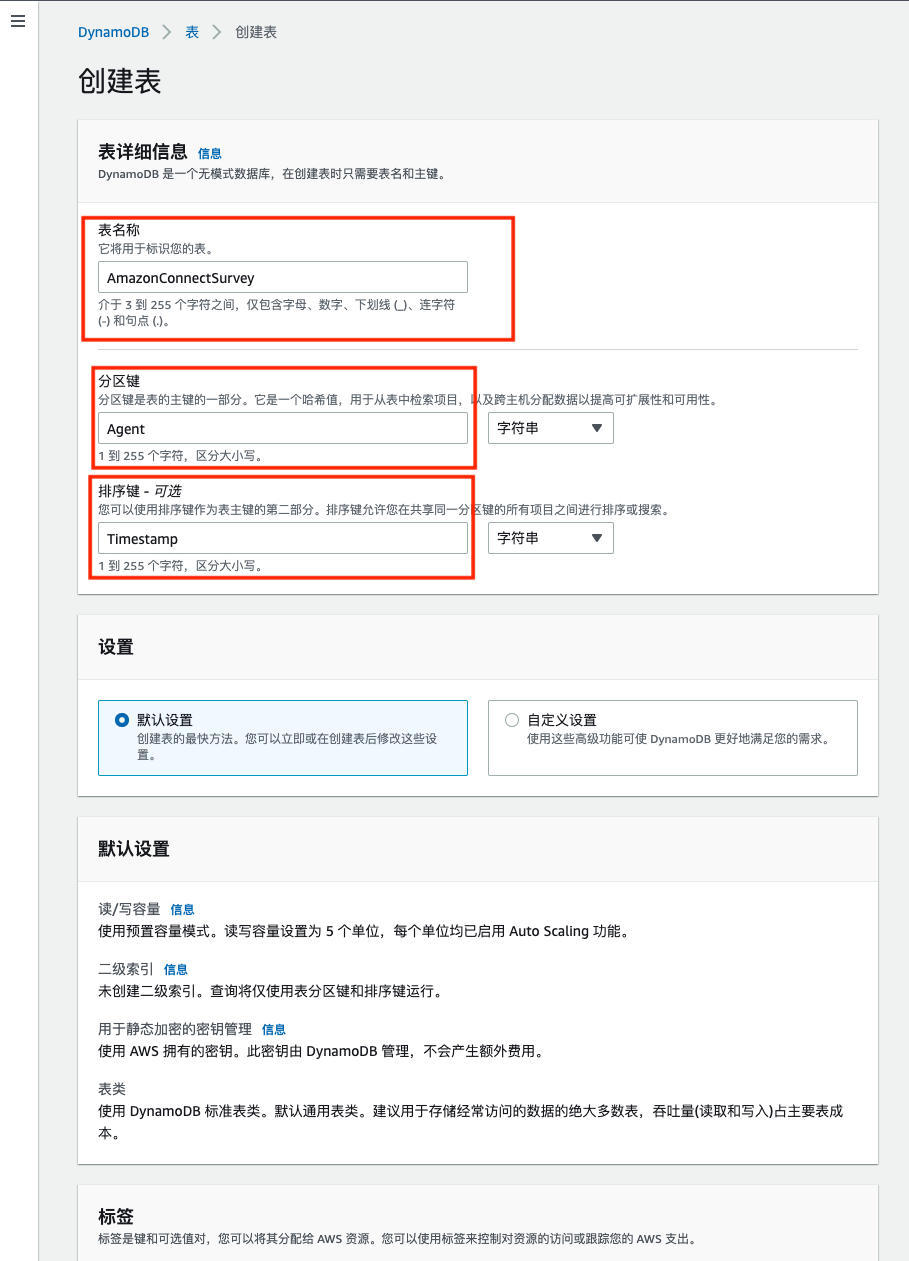 DynamoDB > 表 > 创建表
创建表
表详细信息 信息
DynamoDB 是一个无模式数据库，在创建表时只需要表名和主键。
表名称
它将用于标识您的表。
AmazonConnectSurvey
介于 3 到 255 个字符之间，仅包含字母、数字、下划线 (_)、连字符
(-) 和句点 (.)。
分区键
分区键是表的主键的一部分。它是一个哈希值，用于从表中检索项目，以及跨主机分配数据以提高可扩展性和可用性。
Agent 字符串
1 到 255 个字符，区分大小写。
排序键 - 可选
您可以使用排序键作为表主键的第二部分。排序键允许您在共享同一分区键的所有项目之间进行排序或搜索。
Timestamp 字符串
1 到 255 个字符，区分大小写。
设置
默认设置
创建表的最快方法。您可以立即或在创建表后修改这些设
置。
自定义设置
使用这些高级功能可使 DynamoDB 更好地满足您的需求。
默认设置
读/写容量 信息
使用预置容量模式。读写容量设置为 5 个单位，每个单位均已启用 Auto Scaling 功能。
二级索引 信息
未创建二级索引。查询将仅使用表分区键和排序键运行。
用于静态加密的密钥管理 信息
使用 AWS 拥有的密钥。此密钥由 DynamoDB 管理，不会产生额外费用。
表类
使用 DynamoDB 标准表类。默认通用表类。建议用于存储经常访问的数据的绝大多数表，吞吐量(读取和写入)占主要表成
本。
标签
标签是键和可选值对，您可以将其分配给 AWS 资源。您可以使用标签来控制对资源的访问或跟踪您的 AWS 支出。